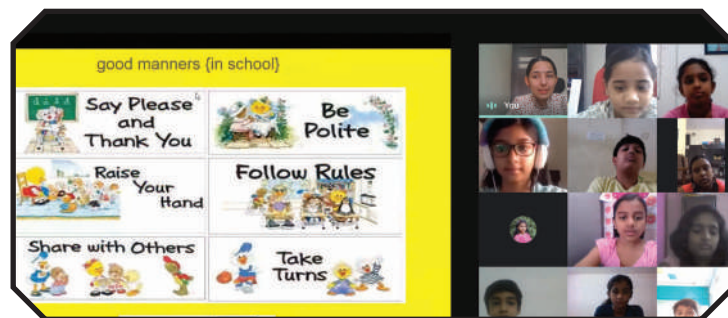 good manners {in school}
Say Please
and
Thank You
Be
Polite
Raise
Your
Hand
Follow Rules
Share with Others
Take
Turns
You